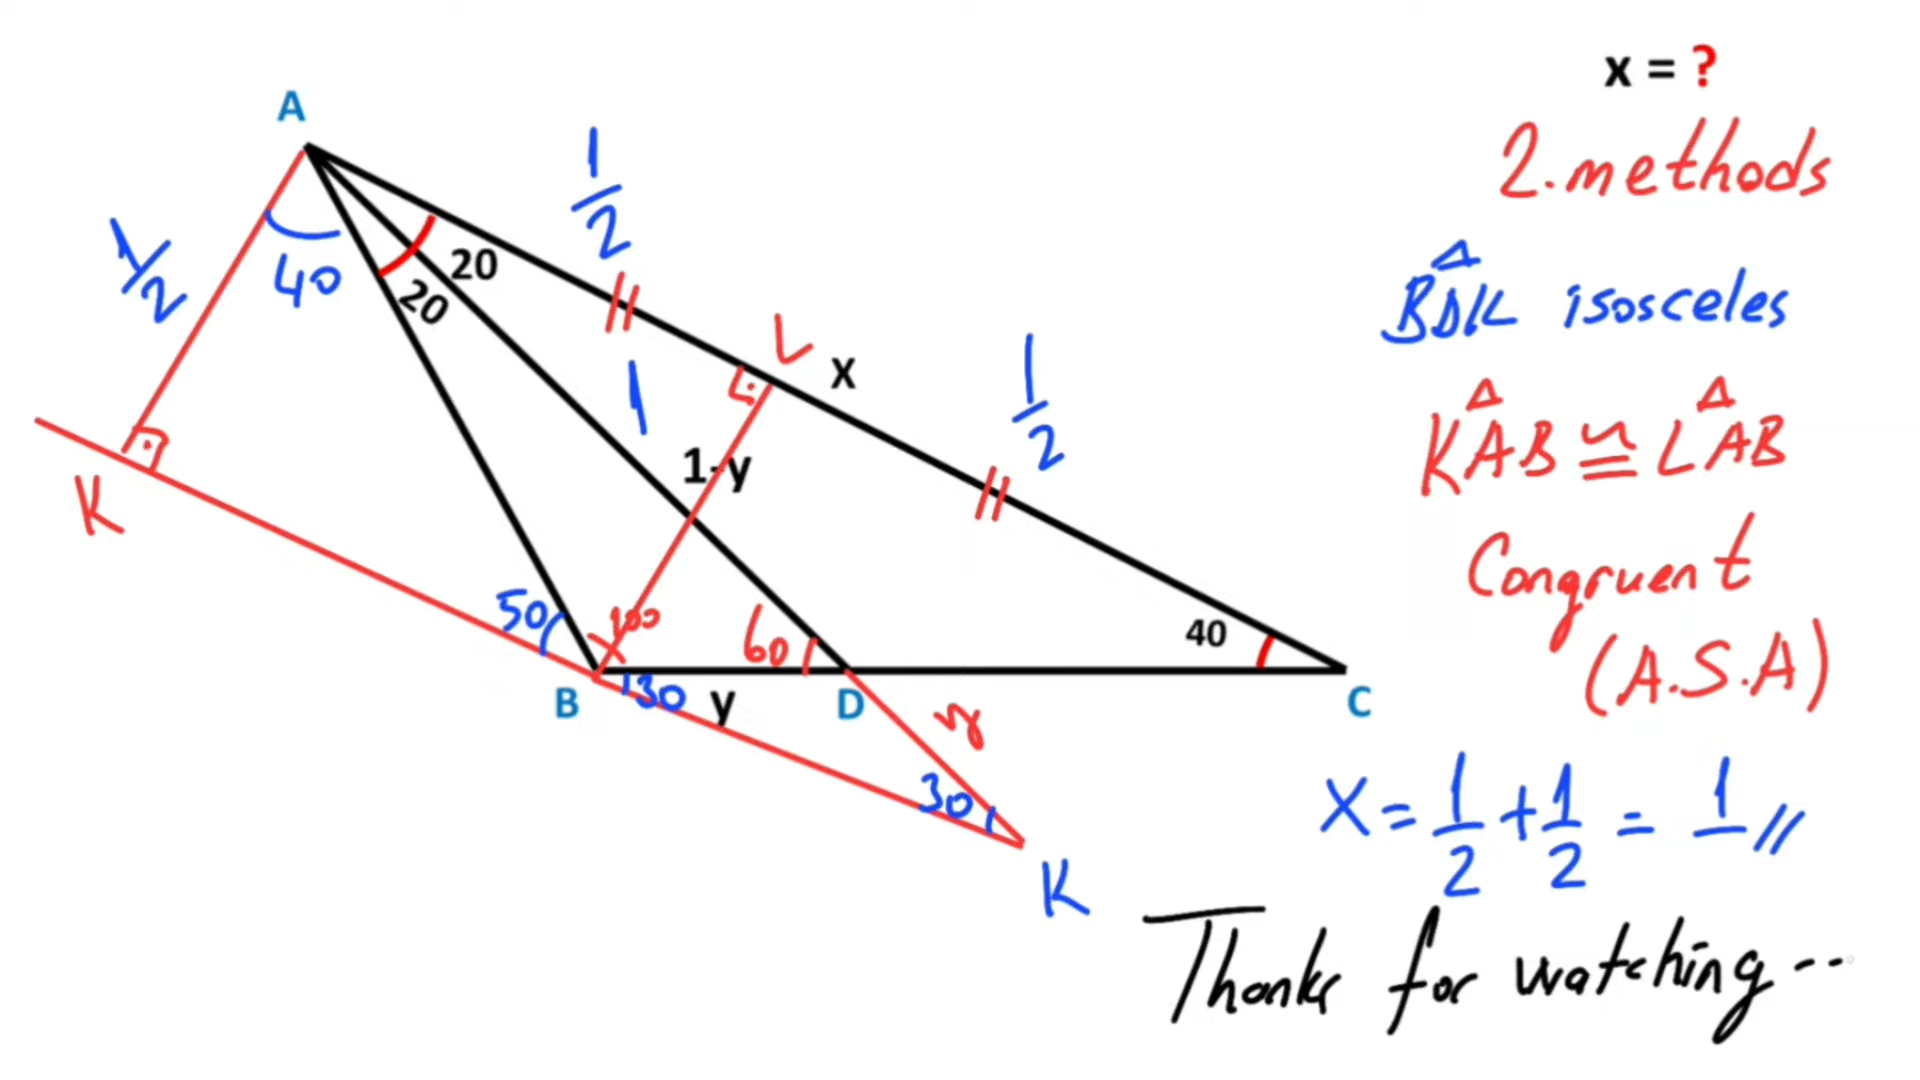 x = ?
2. methods
BDK isosceles
KAB ≅ LAB
Congruent
(A.S.A)
X = 1/2 + 1/2 = 1
Thanks for watching ...
A
1/2
1/2
40
20
20
L
X
1
1/2
1-y
K
50
100
60
40
B
130
y
D
C
30
K